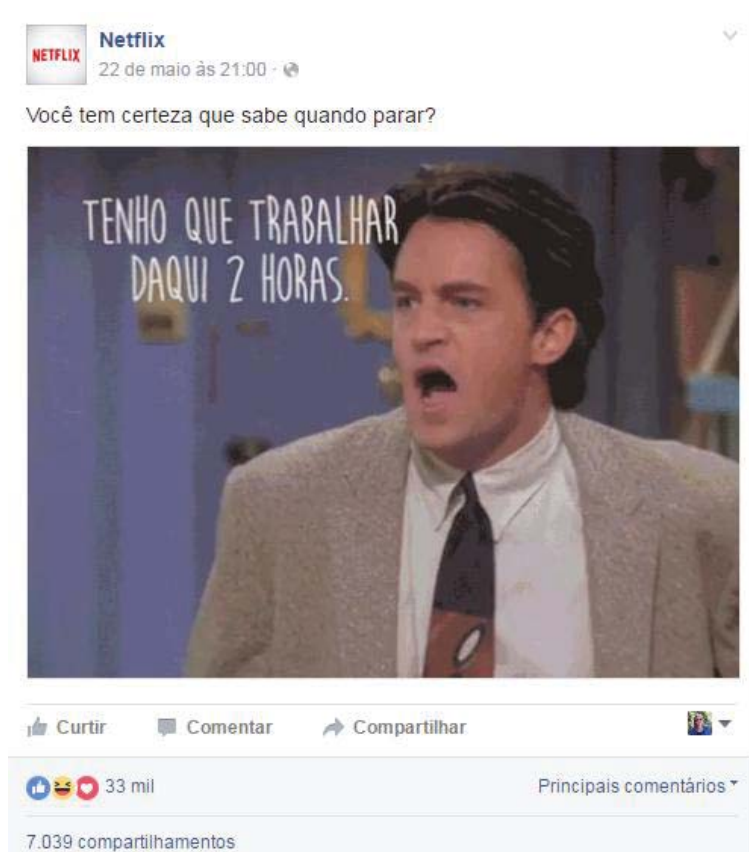 NETFLIX
Netflix
22 de maio às 21:00 ·
Você tem certeza que sabe quando parar?
TENHO QUE TRABALHAR
DAQUI 2 HORAS.
Curtir Comentar Compartilhar
33 mil Principais comentários
7.039 compartilhamentos